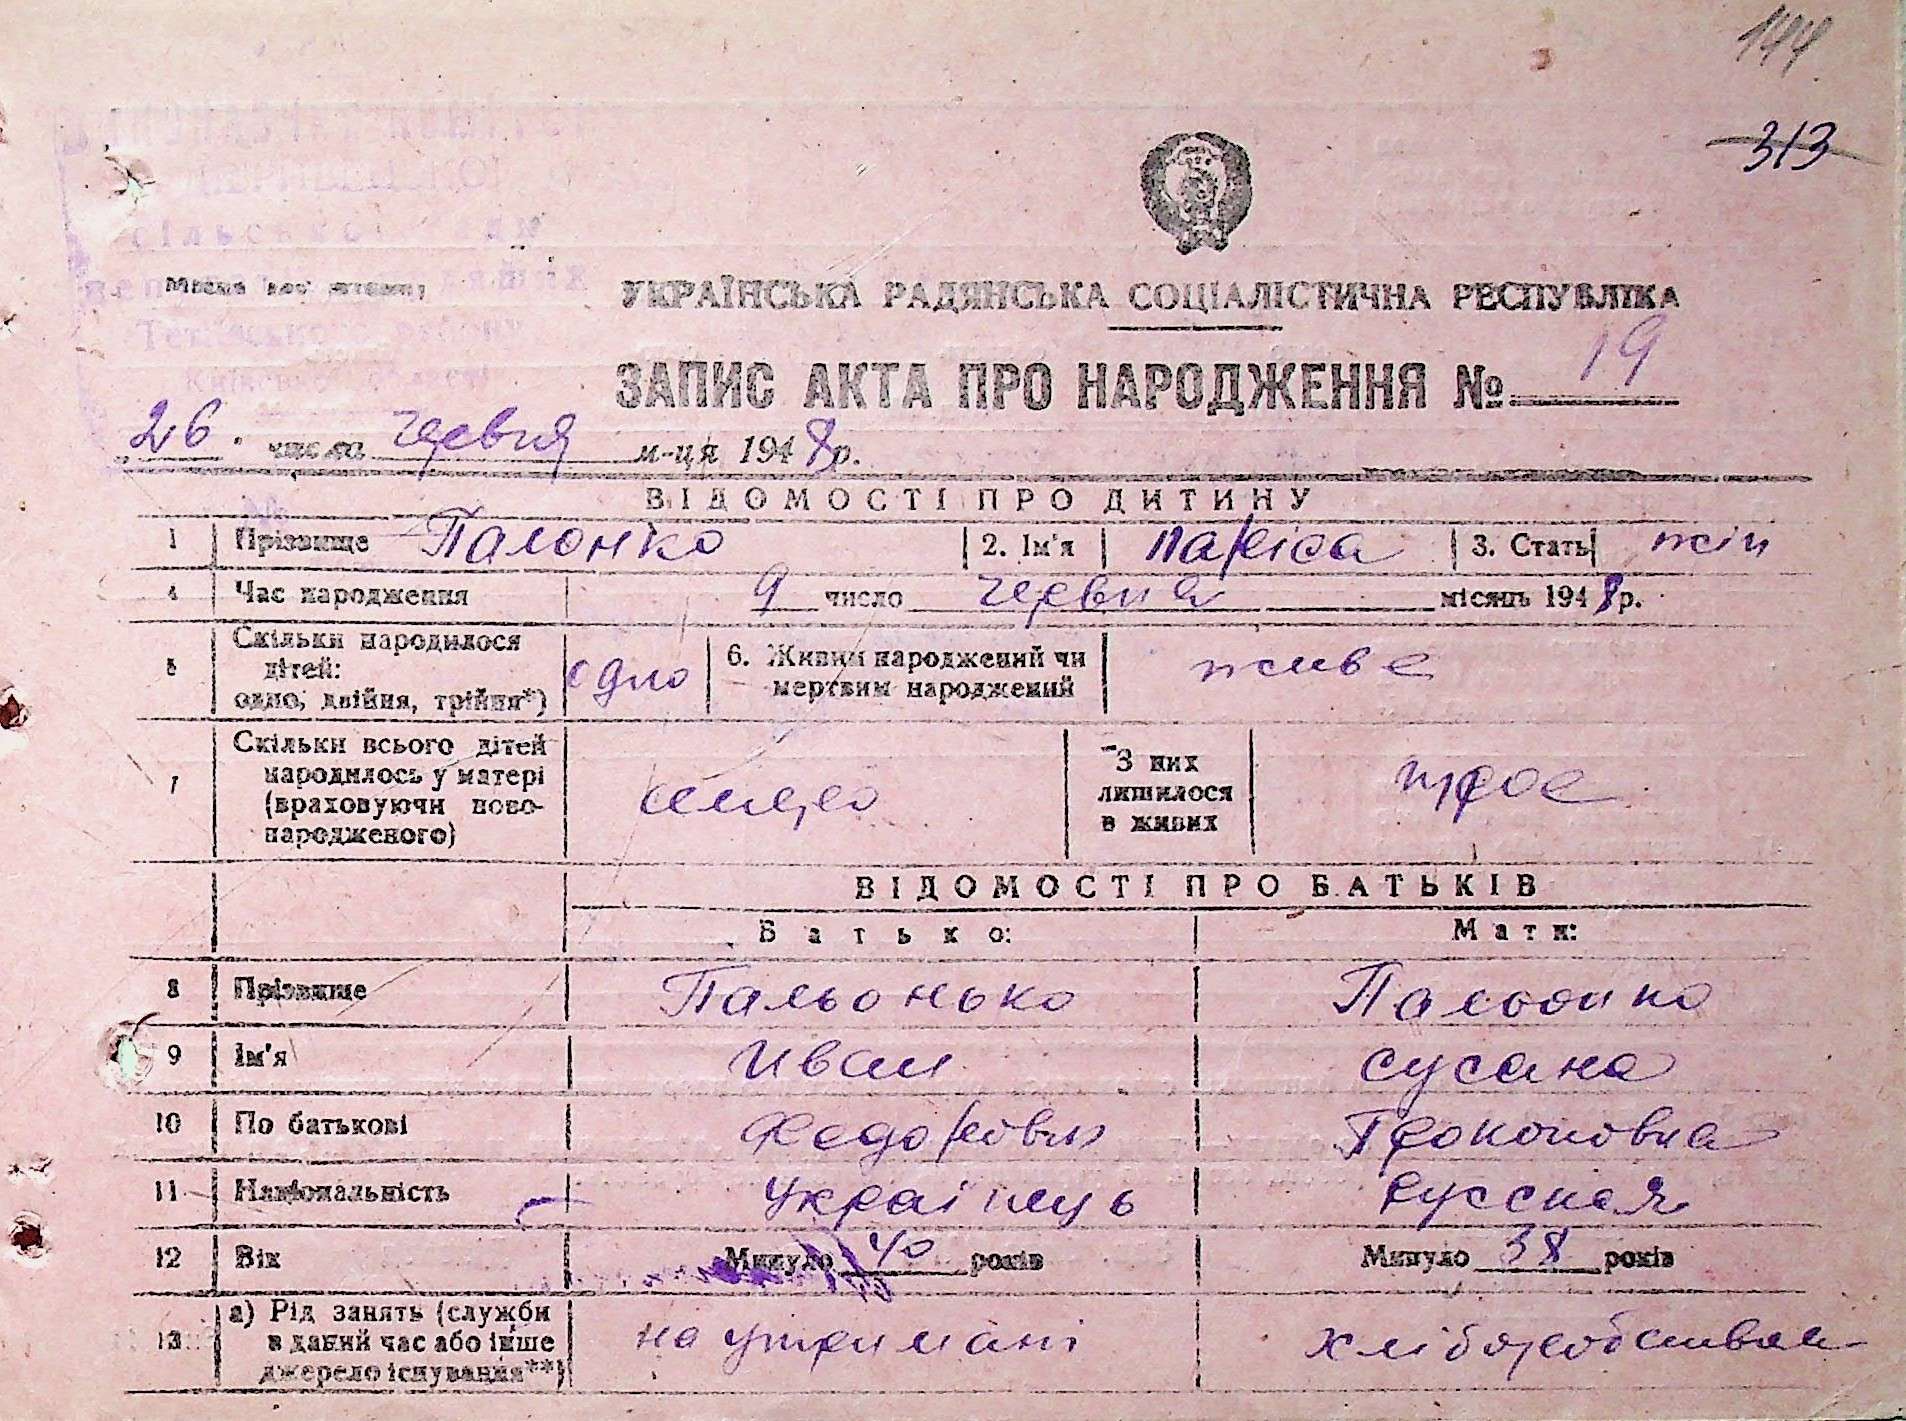 144
313
УКРАЇНСЬКА РАДЯНСЬКА СОЦІАЛІСТИЧНА РЕСПУБЛІКА
ЗАПИС АКТА ПРО НАРОДЖЕННЯ № 19
„26. числа червня м-ця 1948 р.
ВІДОМОСТІ ПРО ДИТИНУ
1 Прізвище Палонко 2. Ім'я Лариса 3. Стать жін
4 Час народження 9 число червня місяць 1948 р.
5 Скільки народилося дітей: одно, двійня, трійня*) одно 6. Живим народжений чи мертвим народжений живе
7 Скільки всього дітей народилось у матері (враховуючи новонародженого) З них лишилося в живих троє
ВІДОМОСТІ ПРО БАТЬКІВ
Батько: Мати:
8 Прізвище Пальонько Пальонко
9 Ім'я Иван Сусана
10 По батькові Федорович Прокоповна
11 Національність Українець Русская
12 Вік Минуло 40 років Минуло 38 років
13 а) Рід занять (служби в даний час або інше джерело існування**) на утримані